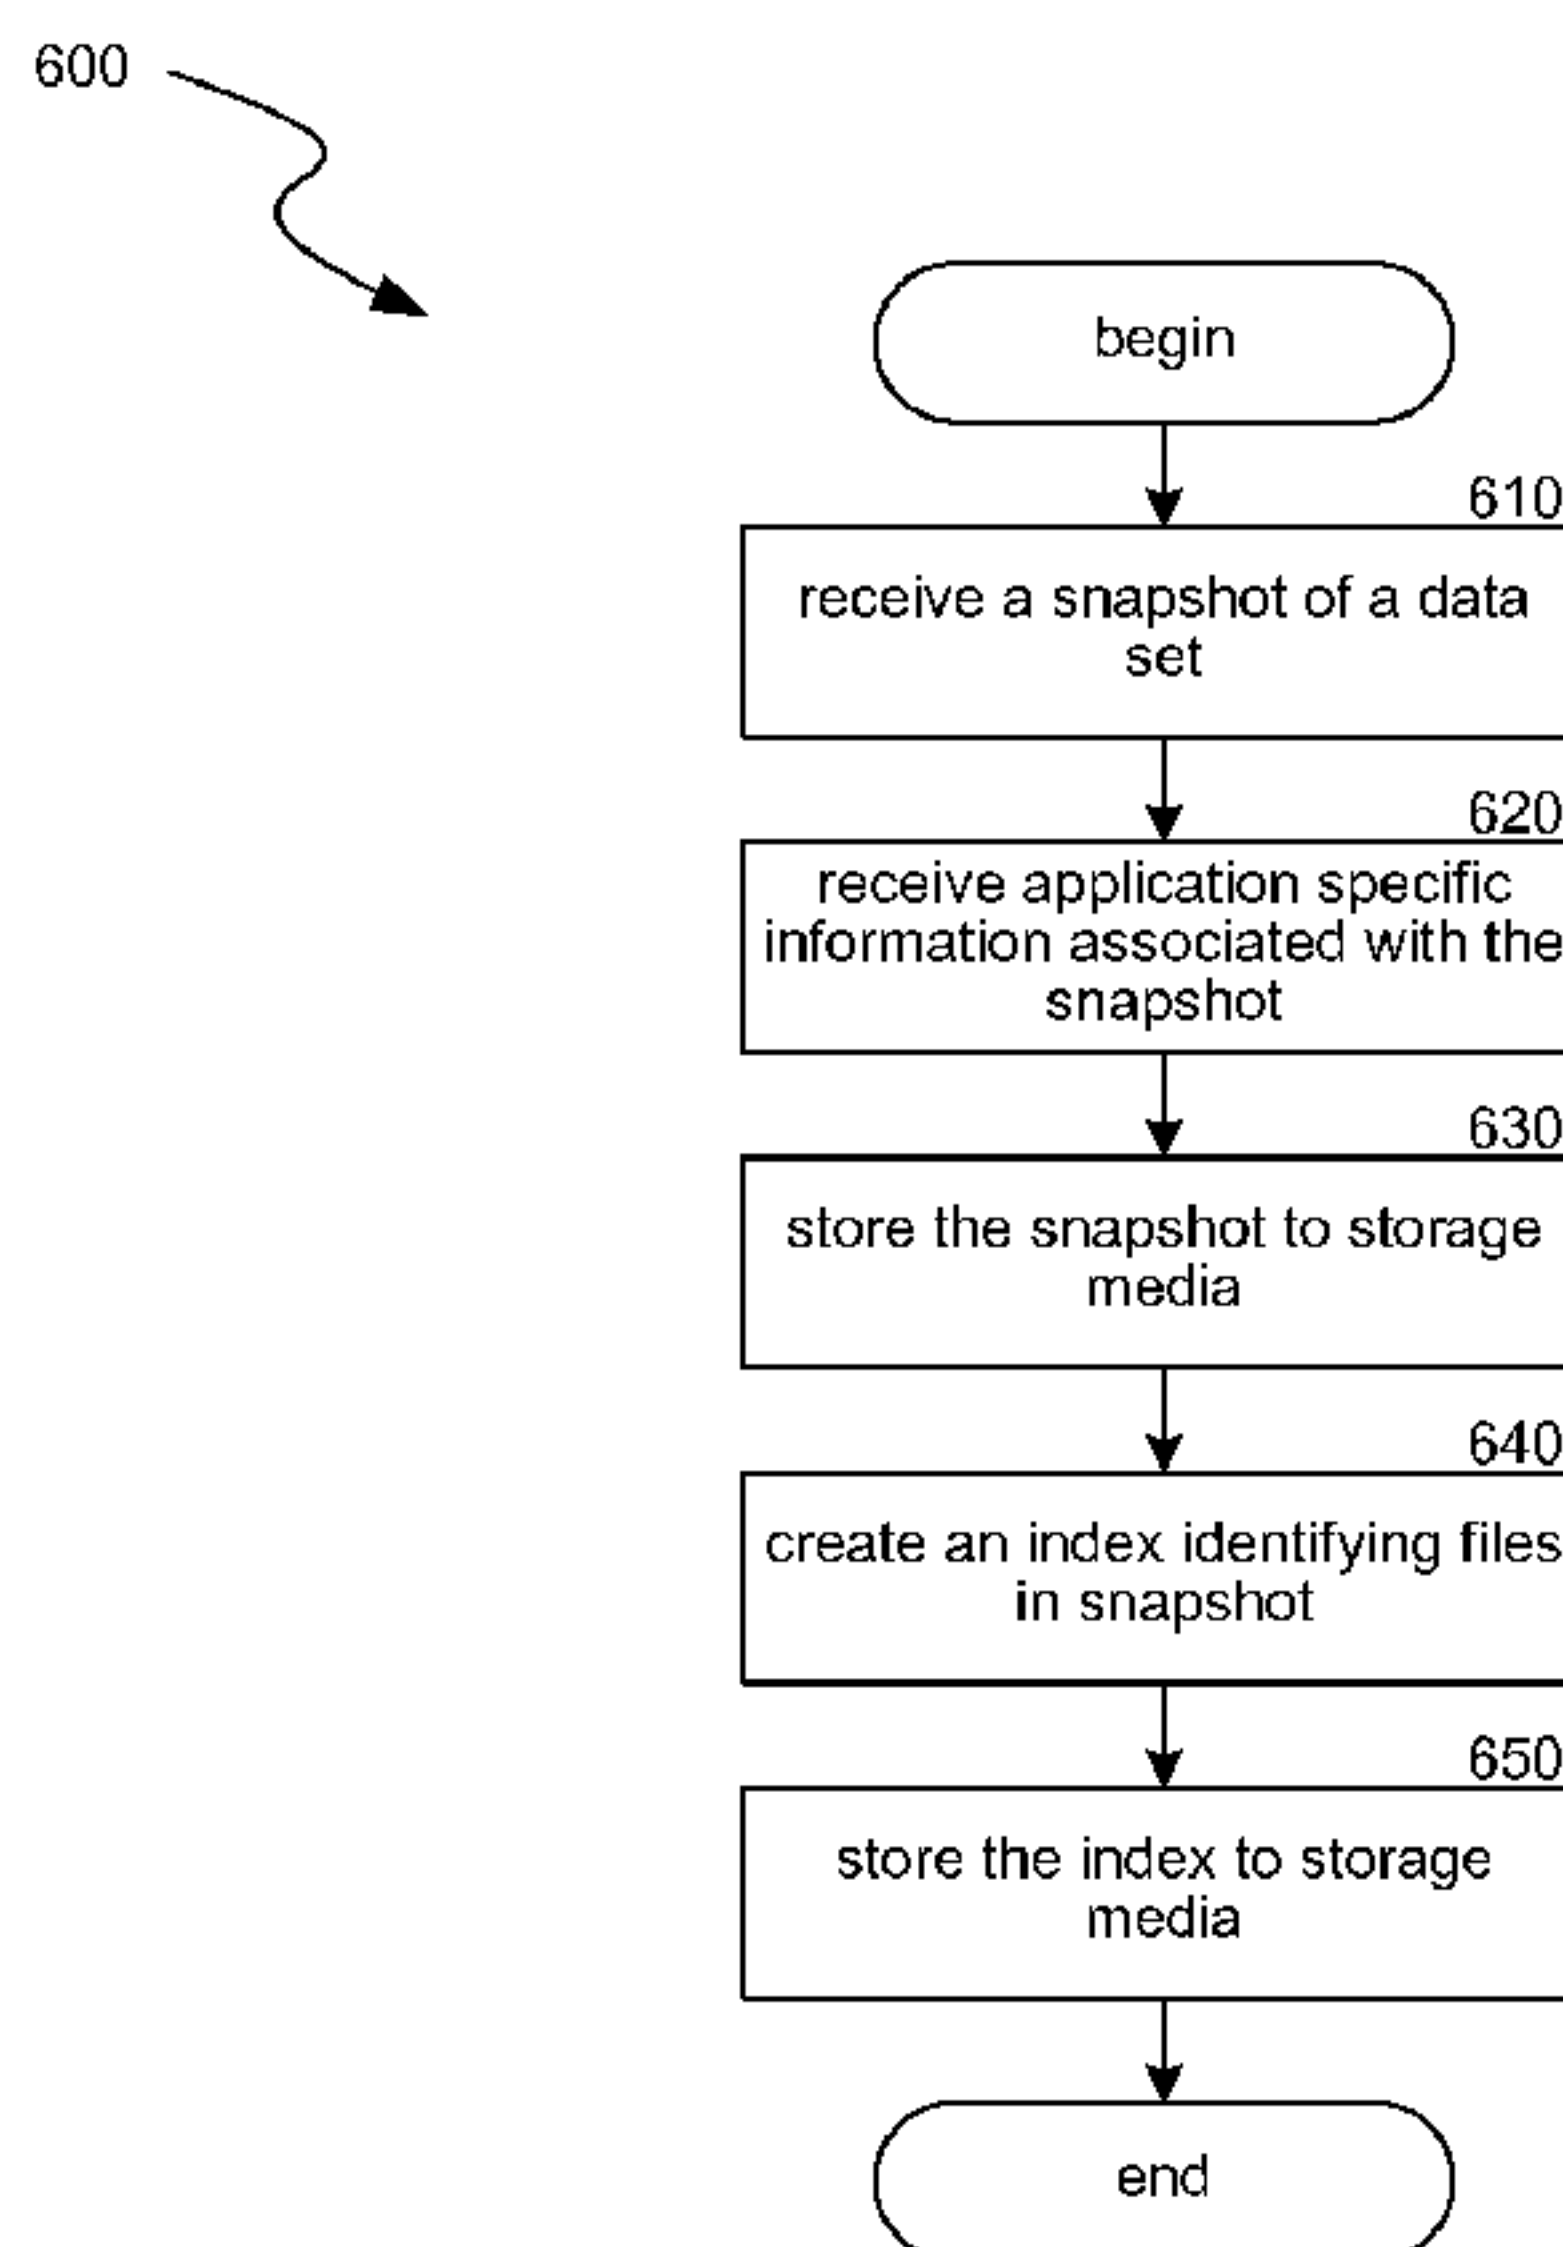 600
begin
610
receive a snapshot of a data
set
620
receive application specific
information associated with the
snapshot
630
store the snapshot to storage
media
640
create an index identifying files
in snapshot
650
store the index to storage
media
end